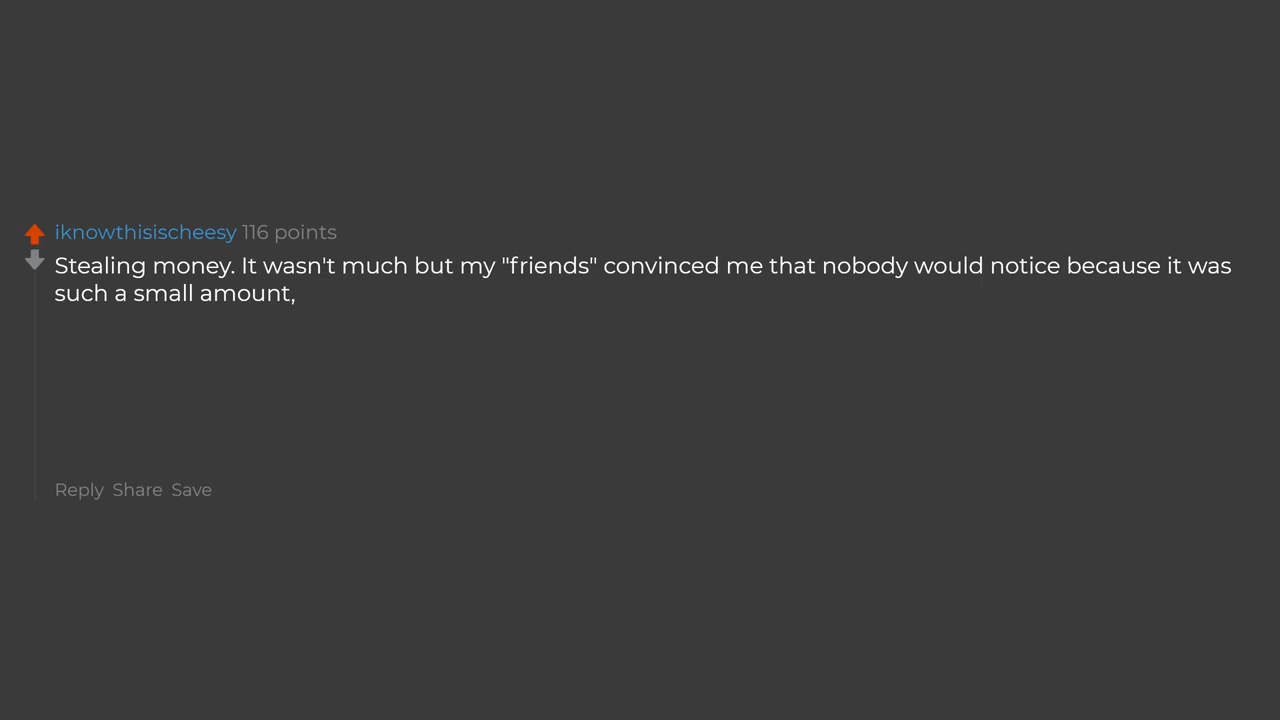 iknowthisischeesy 116 points
Stealing money. It wasn't much but my "friends" convinced me that nobody would notice because it was
such a small amount,
Reply Share Save